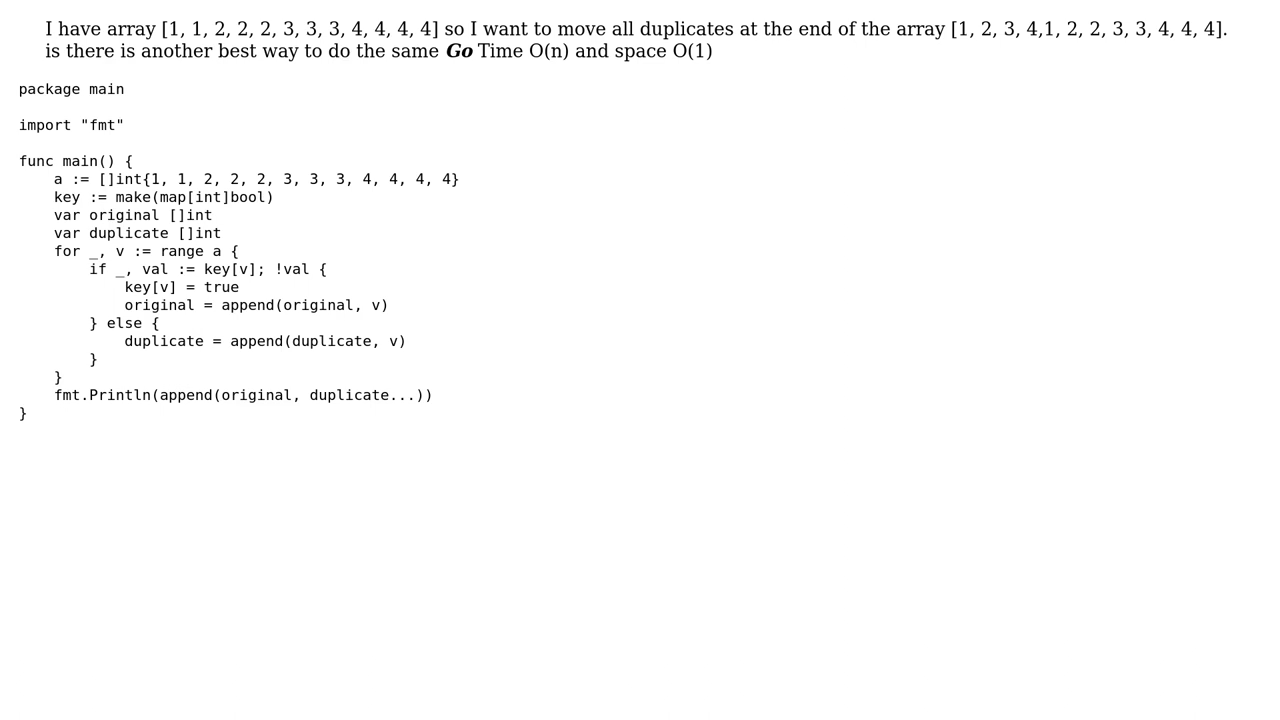 I have array [1, 1, 2, 2, 2, 3, 3, 3, 4, 4, 4, 4] so I want to move all duplicates at the end of the array [1, 2, 3, 4,1, 2, 2, 3, 3, 4, 4, 4].
is there is another best way to do the same Go Time O(n) and space O(1)
package main
import "fmt"
func main() {
    a := []int{1, 1, 2, 2, 2, 3, 3, 3, 4, 4, 4, 4}
    key := make(map[int]bool)
    var original []int
    var duplicate []int
    for _, v := range a {
        if _, val := key[v]; !val {
            key[v] = true
            original = append(original, v)
        } else {
            duplicate = append(duplicate, v)
        }
    }
    fmt.Println(append(original, duplicate...))
}